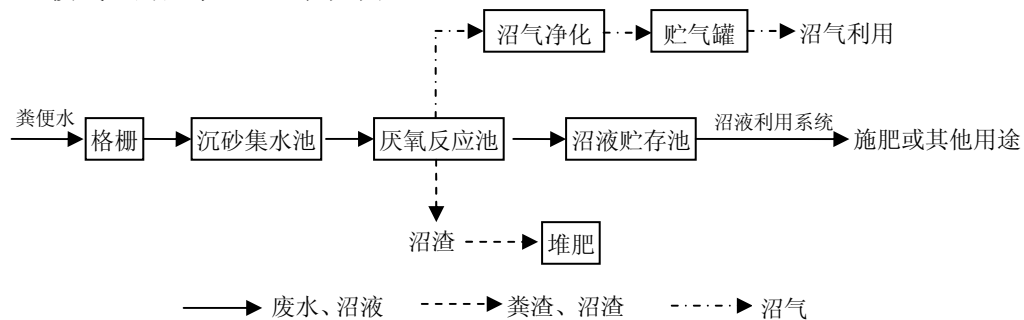 沼气净化 贮气罐 沼气利用
粪便水 格栅 沉砂集水池 厌氧反应池 沼液贮存池 沼液利用系统 施肥或其他用途
沼渣 堆肥
废水、沼液 粪渣、沼渣 沼气